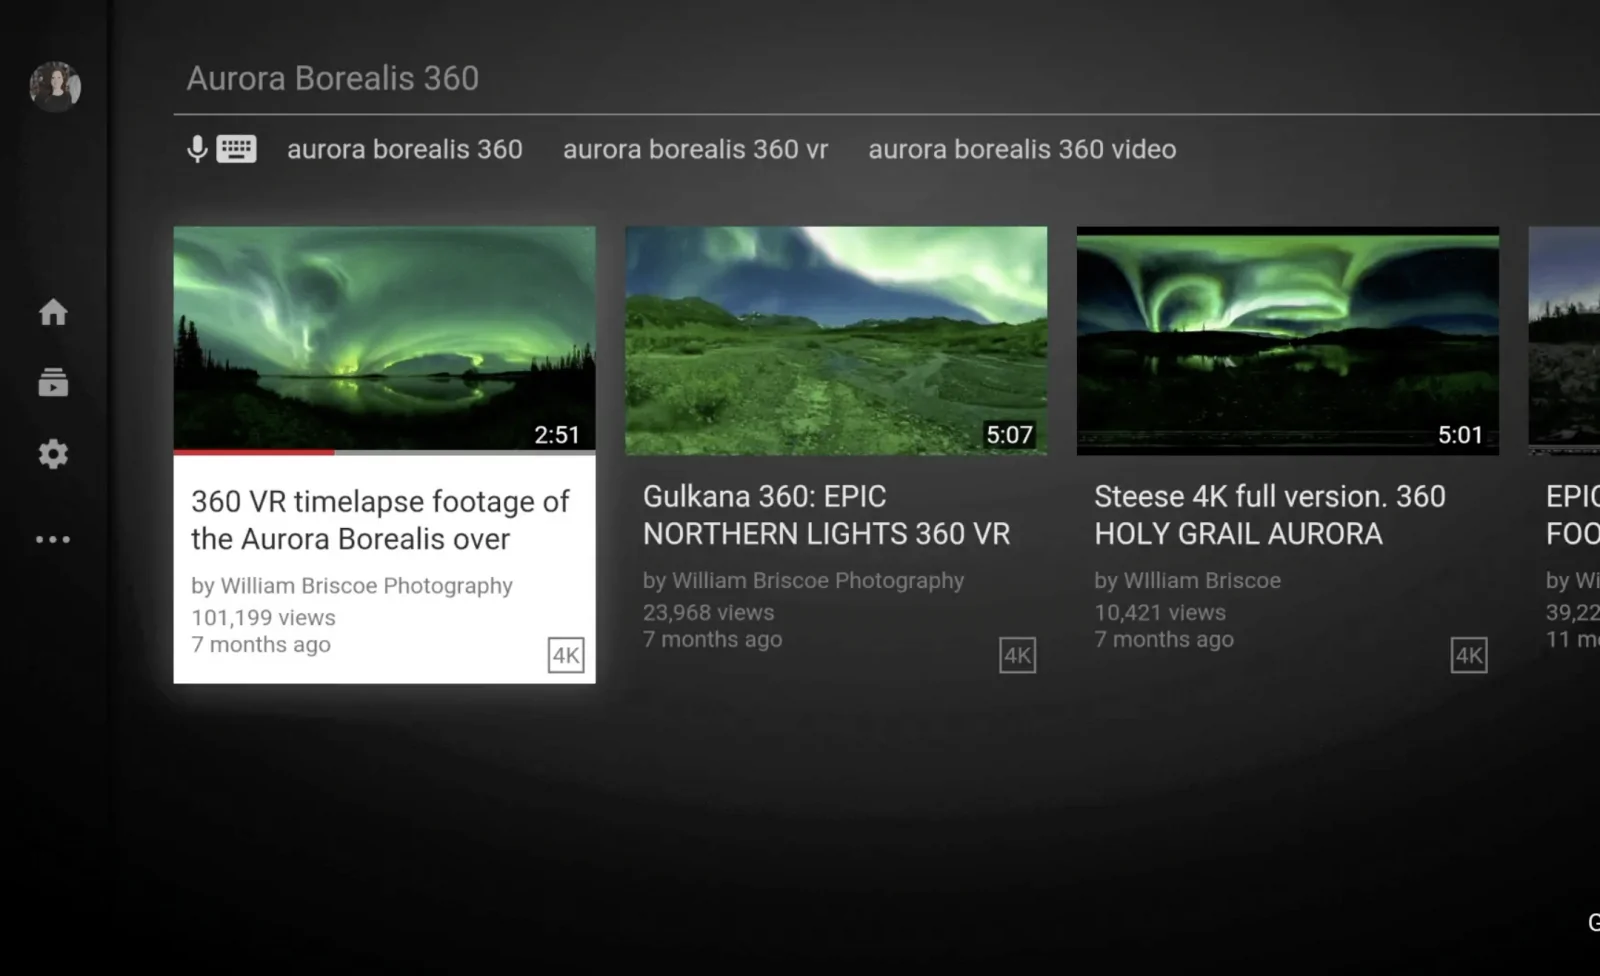 Aurora Borealis 360
aurora borealis 360 aurora borealis 360 vr aurora borealis 360 video
2:51
360 VR timelapse footage of
the Aurora Borealis over
by William Briscoe Photography
101,199 views
7 months ago
4K
5:07
Gulkana 360: EPIC
NORTHERN LIGHTS 360 VR
by William Briscoe Photography
23,968 views
7 months ago
4K
5:01
Steese 4K full version. 360
HOLY GRAIL AURORA
by WIlliam Briscoe
10,421 views
7 months ago
4K
EPIC
FOO
by Wi
39,22
11 mo
G